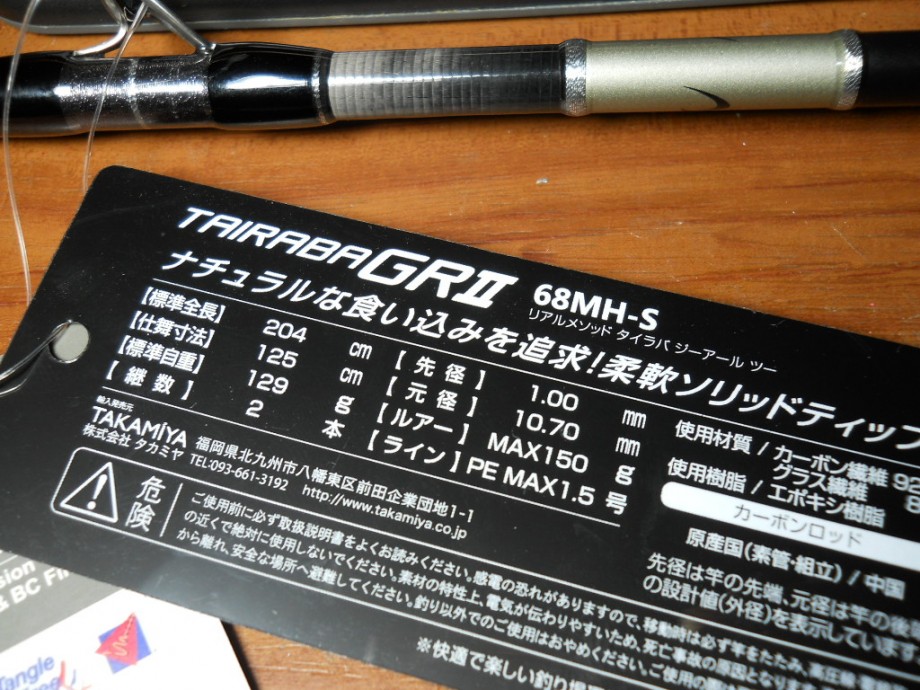 TAIRABA GRⅡ 68MH-S
リアルメソッド タイラバ ジーアール ツー
ナチュラルな食い込みを追求!柔軟ソリッドティップ
【標準全長】 204 cm
【仕舞寸法】 125 cm
【標準自重】 129 g
【継数】 2 本
【先径】 1.00 mm
【元径】 10.70 mm
【ルアー】 MAX150 g
【ライン】 PE MAX1.5 号
使用材質/カーボン繊維
グラス繊維
使用樹脂/エポキシ樹脂
カーボンロッド
原産国(素管・組立)/中国
先径は竿の先端、元径は竿の後
の設計値(外径)を表示しています
輸入発売元
TAKAMiYA
株式会社 タカミヤ
福岡県北九州市八幡東区前田企業団地1-1
TEL:093-661-3192 http://www.takamiya.co.jp
危険
ご使用前に必ず取扱説明書をよくお読みください。感電の恐れがありますので、移動時は必ず竿をたたみ、高圧線
の近くで絶対に使用しないでください。素材の特性上、電気が伝わりやすいため、死亡事故の原因となります
から離れ、安全な場所へ避難してください。釣り以外でのご使用はおやめください。ご使用の際
※快適で楽しい釣り場
sion
& BC Fi
Tangle